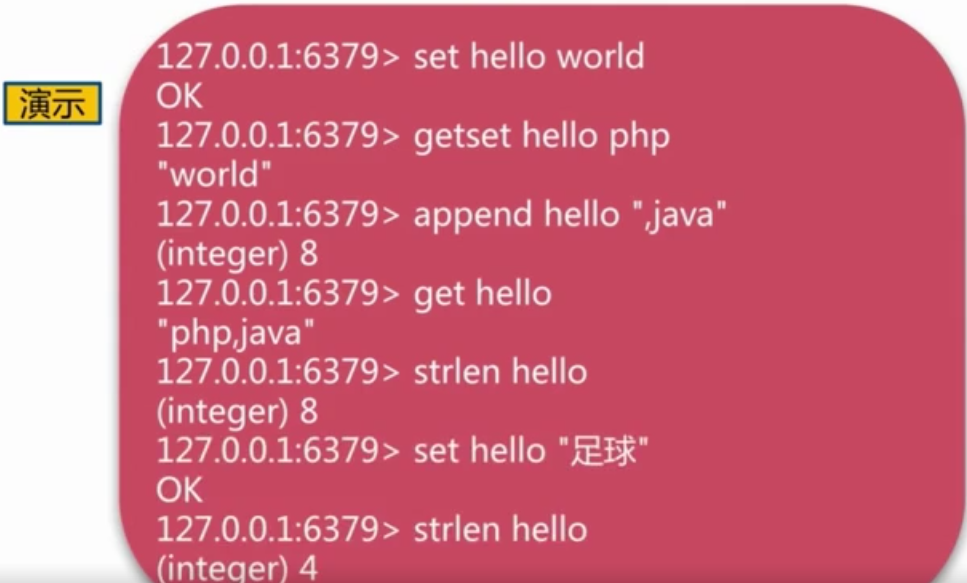 演示
127.0.0.1:6379> set hello world
OK
127.0.0.1:6379> getset hello php
"world"
127.0.0.1:6379> append hello ",java"
(integer) 8
127.0.0.1:6379> get hello
"php,java"
127.0.0.1:6379> strlen hello
(integer) 8
127.0.0.1:6379> set hello "足球"
OK
127.0.0.1:6379> strlen hello
(integer) 4